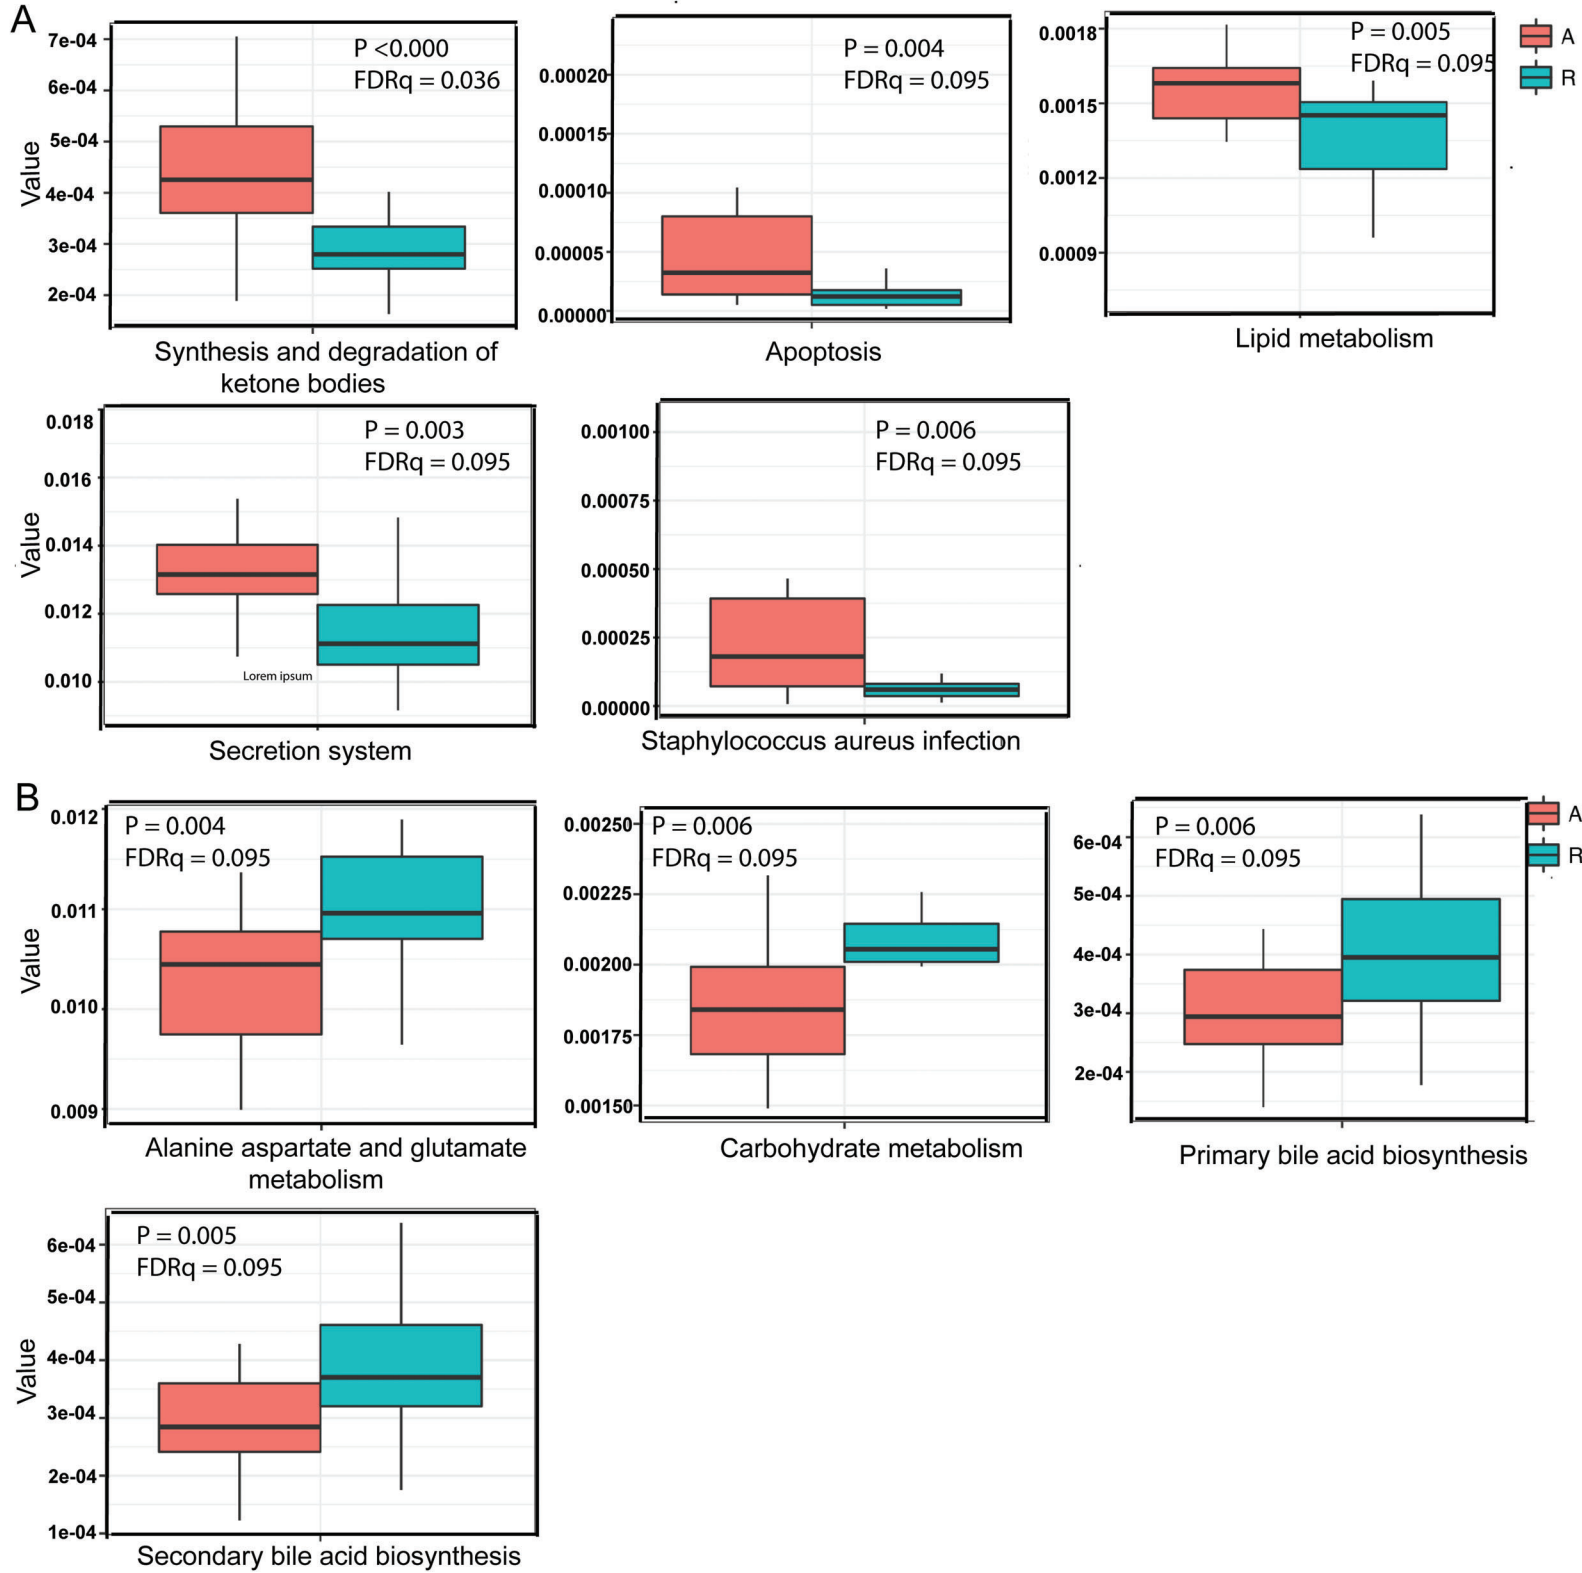 A
7e-04
6e-04
5e-04
4e-04
3e-04
2e-04
Value
P <0.000
FDRq = 0.036
Synthesis and degradation of
ketone bodies
0.00020
0.00015
0.00010
0.00005
0.00000
P = 0.004
FDRq = 0.095
Apoptosis
0.0018
0.0015
0.0012
0.0009
P = 0.005
FDRq = 0.095
Lipid metabolism
A
R
0.018
0.016
0.014
0.012
0.010
Value
P = 0.003
FDRq = 0.095
Lorem ipsum
Secretion system
0.00100
0.00075
0.00050
0.00025
0.00000
P = 0.006
FDRq = 0.095
Staphylococcus aureus infection
B
0.012
0.011
0.010
0.009
Value
P = 0.004
FDRq = 0.095
Alanine aspartate and glutamate
metabolism
0.00250
0.00225
0.00200
0.00175
0.00150
P = 0.006
FDRq = 0.095
Carbohydrate metabolism
6e-04
5e-04
4e-04
3e-04
2e-04
P = 0.006
FDRq = 0.095
Primary bile acid biosynthesis
A
R
6e-04
5e-04
4e-04
3e-04
2e-04
1e-04
Value
P = 0.005
FDRq = 0.095
Secondary bile acid biosynthesis